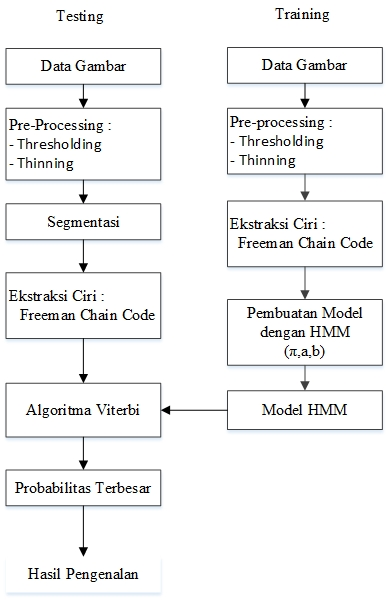 Testing
Data Gambar
Pre-Processing :
- Thresholding
- Thinning
Segmentasi
Ekstraksi Ciri :
Freeman Chain Code
Algoritma Viterbi
Probabilitas Terbesar
Hasil Pengenalan
Training
Data Gambar
Pre-processing :
- Thresholding
- Thinning
Ekstraksi Ciri :
Freeman Chain Code
Pembuatan Model
dengan HMM
(π,a,b)
Model HMM